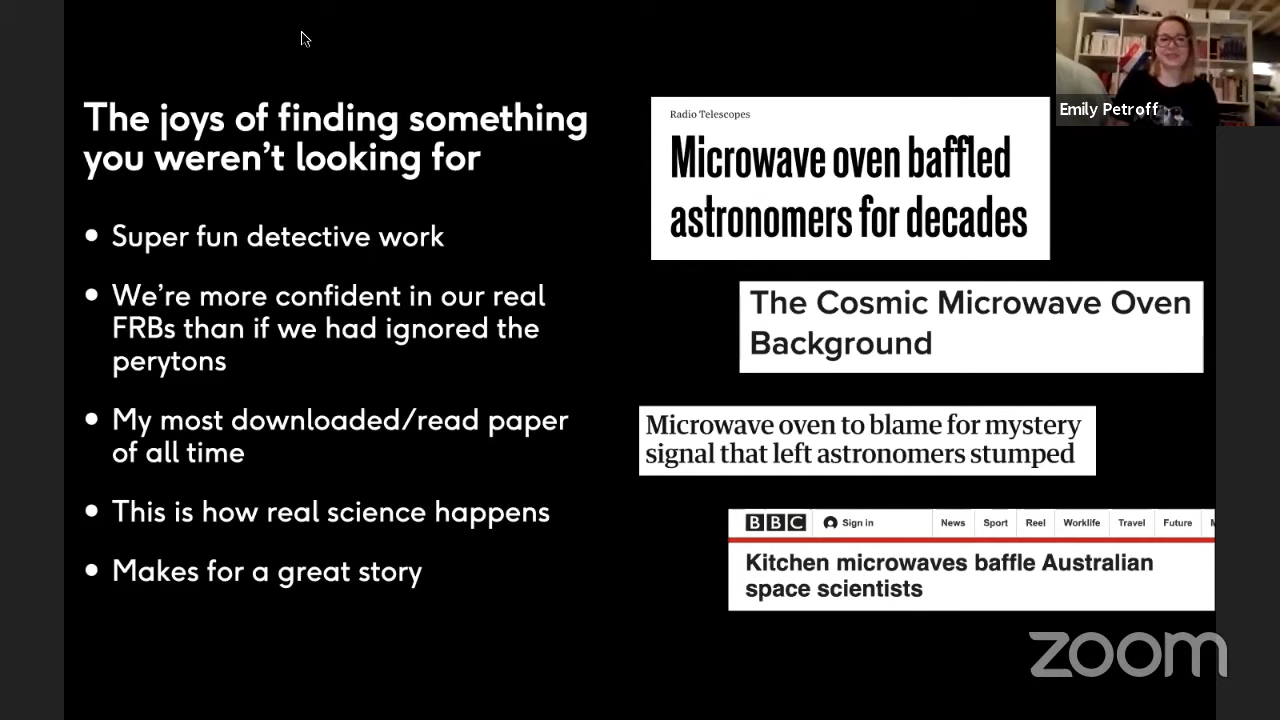 The joys of finding something
you weren't looking for
• Super fun detective work
• We're more confident in our real
FRBs than if we had ignored the
perytons
• My most downloaded/read paper
of all time
• This is how real science happens
• Makes for a great story
Emily Petroff
Radio Telescopes
Microwave oven baffled
astronomers for decades
The Cosmic Microwave Oven
Background
Microwave oven to blame for mystery
signal that left astronomers stumped
BBC Sign in News Sport Reel Worklife Travel Future
Kitchen microwaves baffle Australian
space scientists
zoom